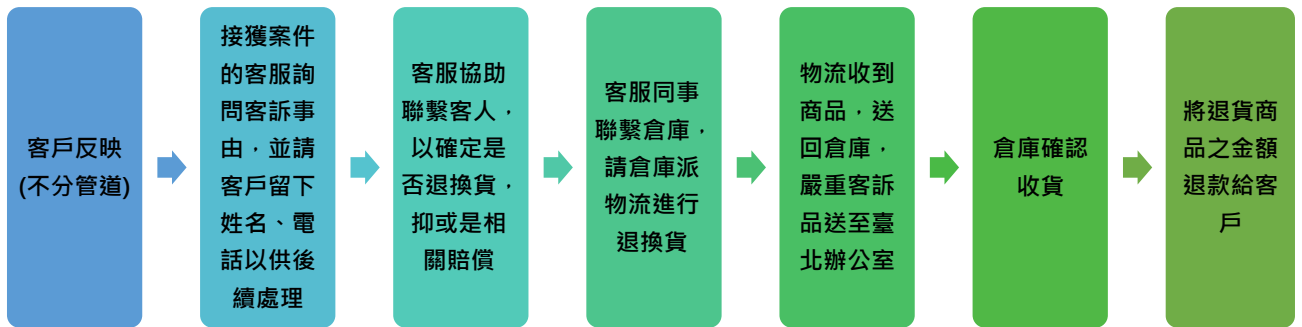 客戶反映
(不分管道)
接獲案件
的客服詢
問客訴事
由，並請
客戶留下
姓名、電
話以供後
續處理
客服協助
聯繫客人，
以確定是
否退換貨，
抑或是相
關賠償
客服同事
聯繫倉庫，
請倉庫派
物流進行
退換貨
物流收到
商品，送
回倉庫，
嚴重客訴
品送至臺
北辦公室
倉庫確認
收貨
將退貨商
品之金額
退款給客
戶